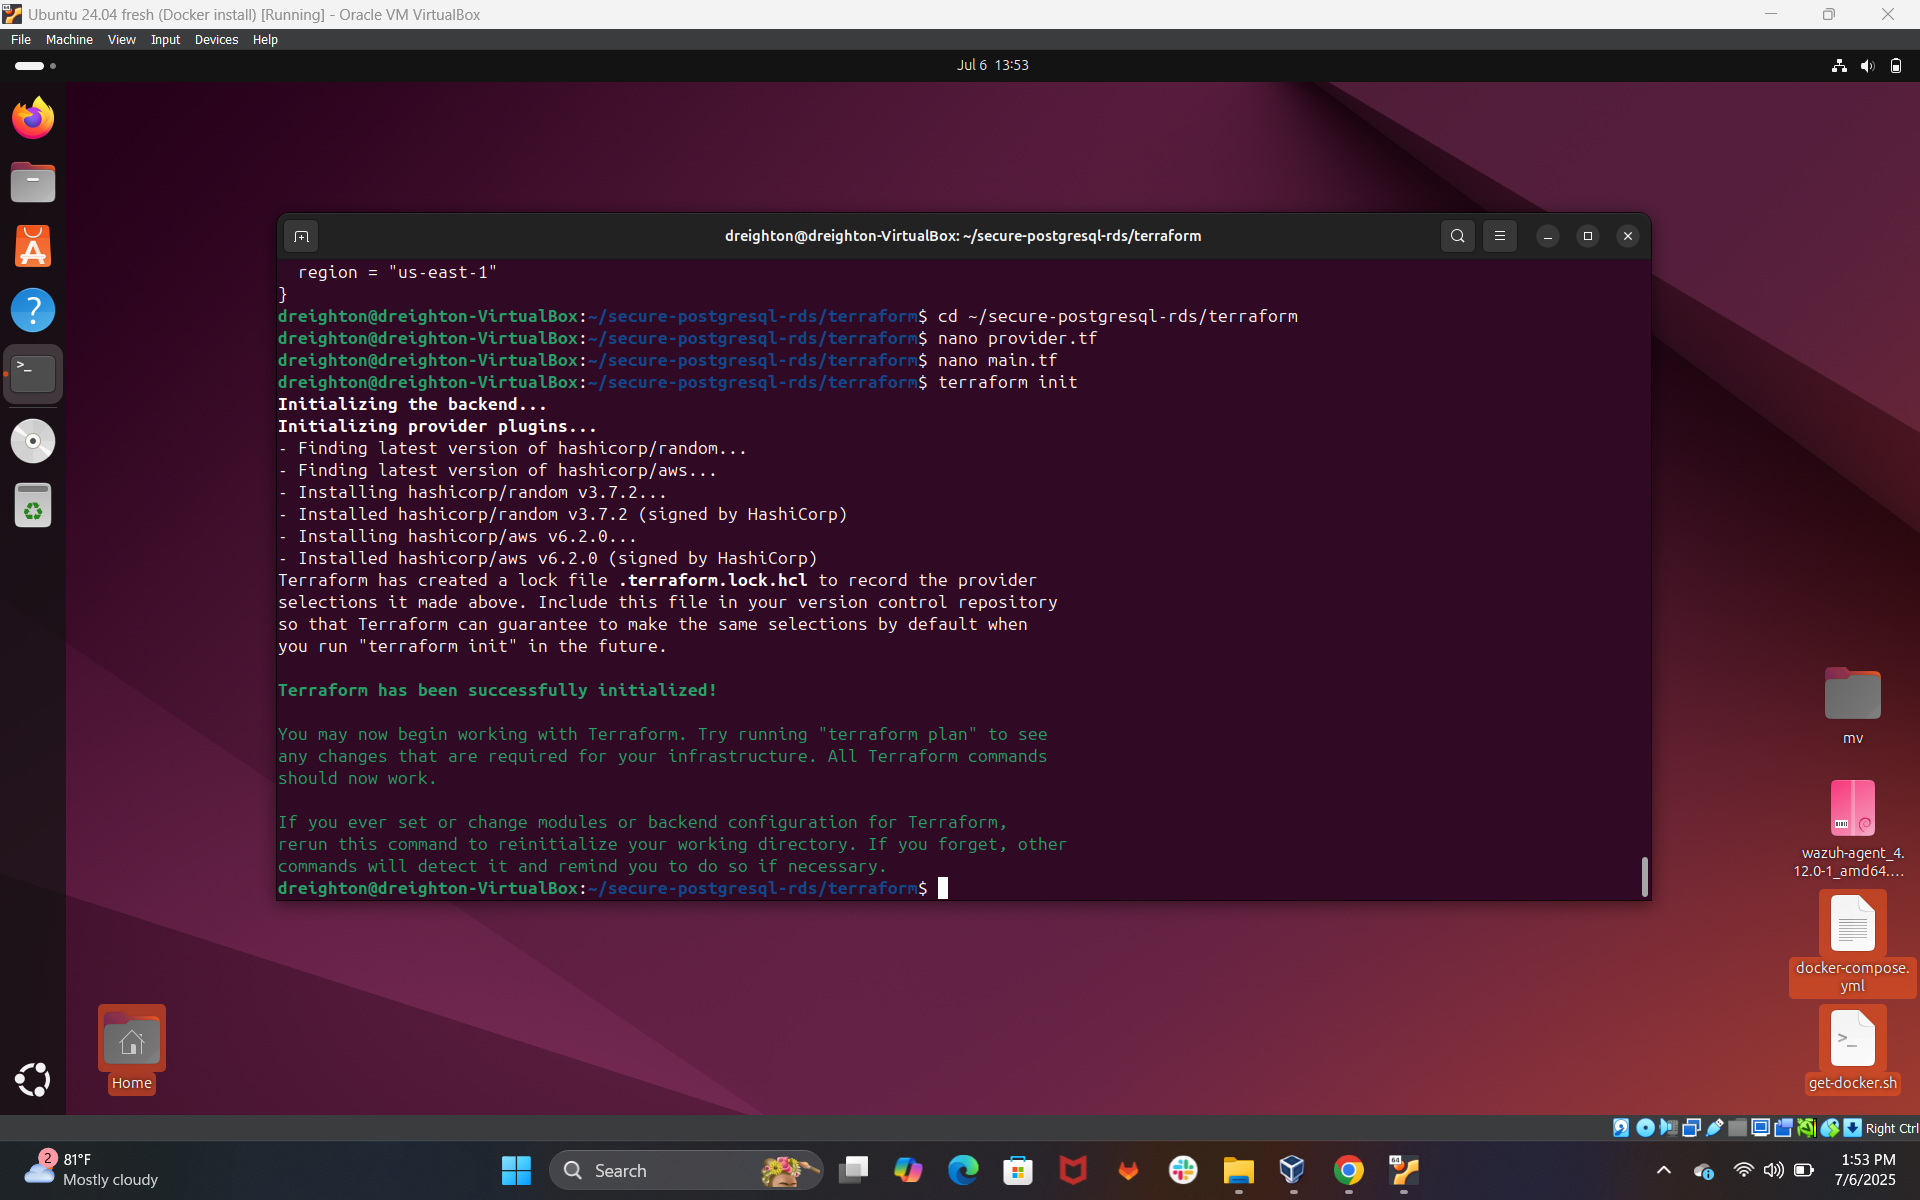 Ubuntu 24.04 fresh (Docker install) [Running] - Oracle VM VirtualBox
File Machine View Input Devices Help
Jul 6 13:53
dreighton@dreighton-VirtualBox: ~/secure-postgresql-rds/terraform
region = "us-east-1"
}
dreighton@dreighton-VirtualBox:~/secure-postgresql-rds/terraform$ cd ~/secure-postgresql-rds/terraform
dreighton@dreighton-VirtualBox:~/secure-postgresql-rds/terraform$ nano provider.tf
dreighton@dreighton-VirtualBox:~/secure-postgresql-rds/terraform$ nano main.tf
dreighton@dreighton-VirtualBox:~/secure-postgresql-rds/terraform$ terraform init
Initializing the backend...
Initializing provider plugins...
- Finding latest version of hashicorp/random...
- Finding latest version of hashicorp/aws...
- Installing hashicorp/random v3.7.2...
- Installed hashicorp/random v3.7.2 (signed by HashiCorp)
- Installing hashicorp/aws v6.2.0...
- Installed hashicorp/aws v6.2.0 (signed by HashiCorp)
Terraform has created a lock file .terraform.lock.hcl to record the provider
selections it made above. Include this file in your version control repository
so that Terraform can guarantee to make the same selections by default when
you run "terraform init" in the future.
Terraform has been successfully initialized!
You may now begin working with Terraform. Try running "terraform plan" to see
any changes that are required for your infrastructure. All Terraform commands
should now work.
If you ever set or change modules or backend configuration for Terraform,
rerun this command to reinitialize your working directory. If you forget, other
commands will detect it and remind you to do so if necessary.
dreighton@dreighton-VirtualBox:~/secure-postgresql-rds/terraform$
mv
wazuh-agent_4.
12.0-1_amd64....
docker-compose.
yml
get-docker.sh
Home
Right Ctrl
2
81°F
Mostly cloudy
Search
1:53 PM
7/6/2025